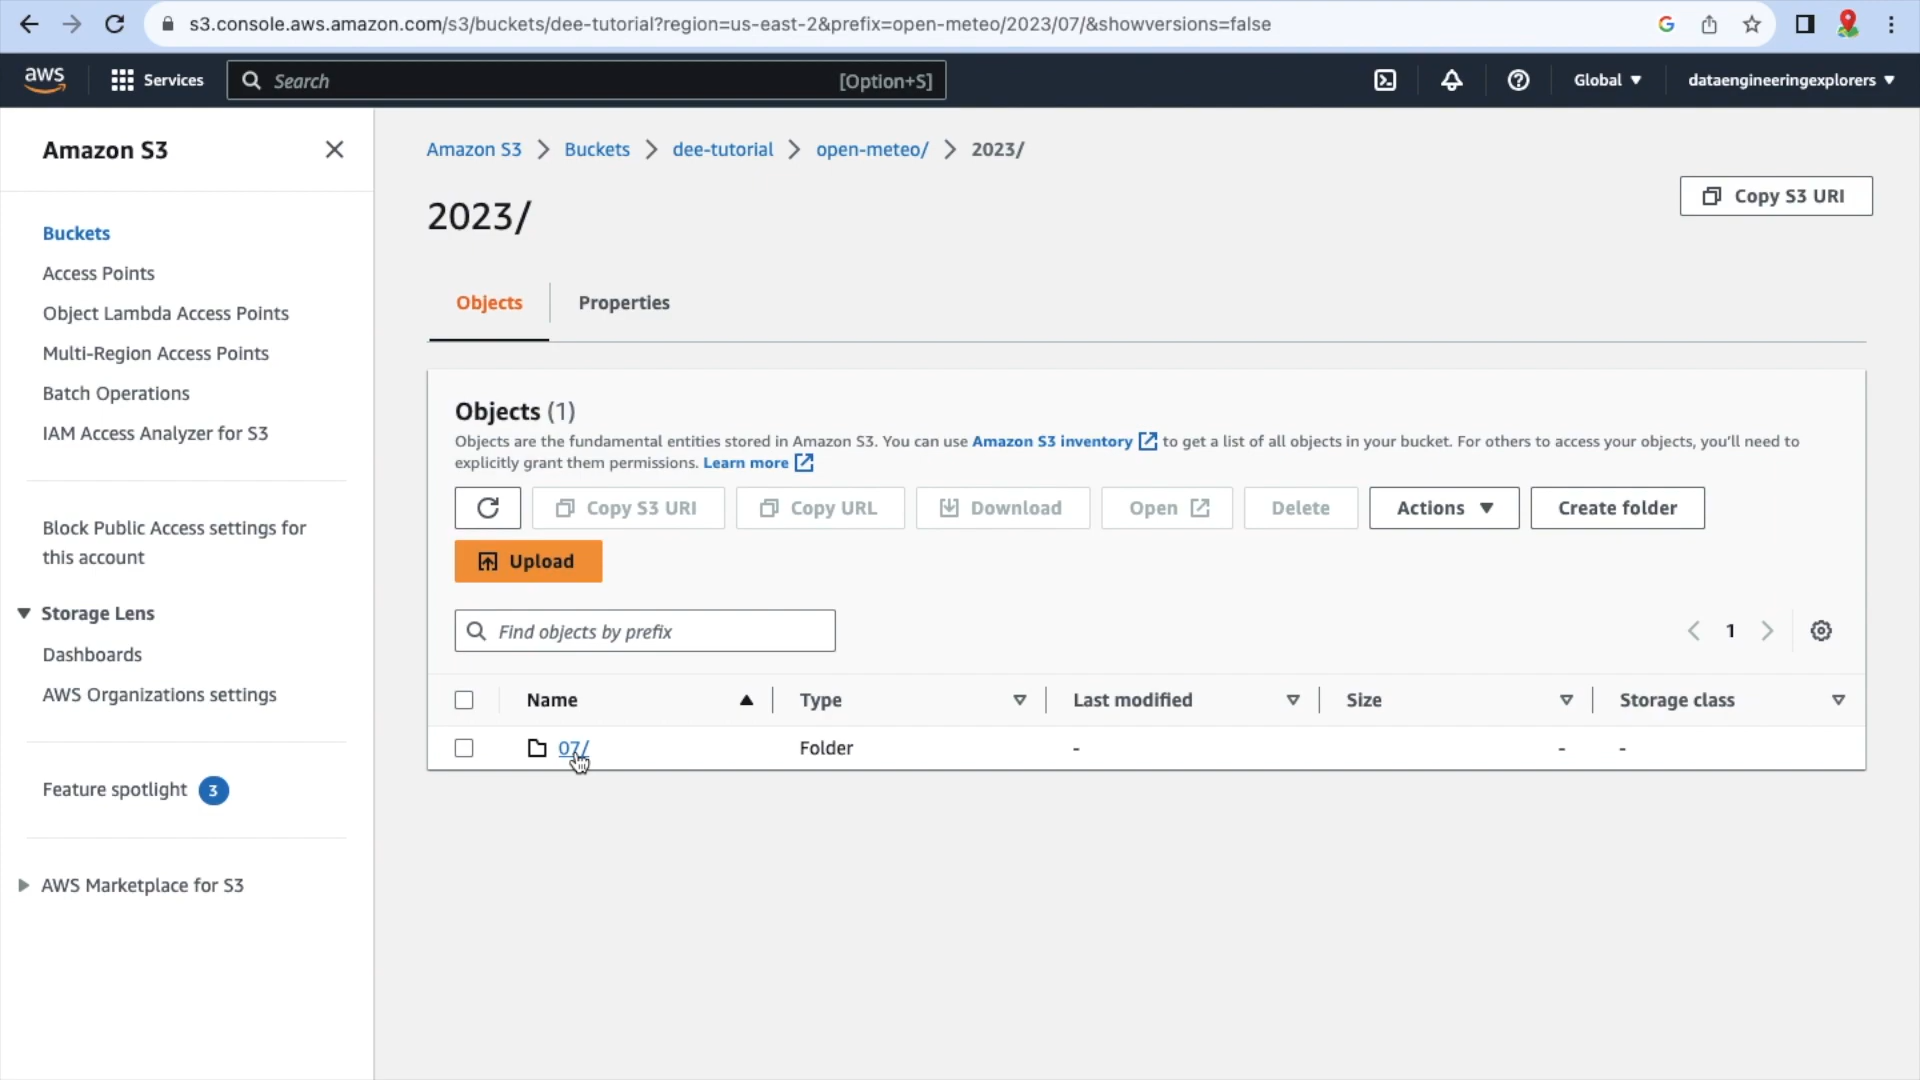 s3.console.aws.amazon.com/s3/buckets/dee-tutorial?region=us-east-2&prefix=open-meteo/2023/07/&showversions=false
aws
Services
Search
[Option+S]
Global
dataengineeringexplorers
Amazon S3
Buckets
Access Points
Object Lambda Access Points
Multi-Region Access Points
Batch Operations
IAM Access Analyzer for S3
Block Public Access settings for
this account
Storage Lens
Dashboards
AWS Organizations settings
Feature spotlight 3
AWS Marketplace for S3
Amazon S3 > Buckets > dee-tutorial > open-meteo/ > 2023/
2023/
Copy S3 URI
Objects
Properties
Objects (1)
Objects are the fundamental entities stored in Amazon S3. You can use Amazon S3 inventory to get a list of all objects in your bucket. For others to access your objects, you'll need to
explicitly grant them permissions. Learn more
Copy S3 URI
Copy URL
Download
Open
Delete
Actions
Create folder
Upload
Find objects by prefix
1
Name
Type
Last modified
Size
Storage class
07/
Folder
-
-
-